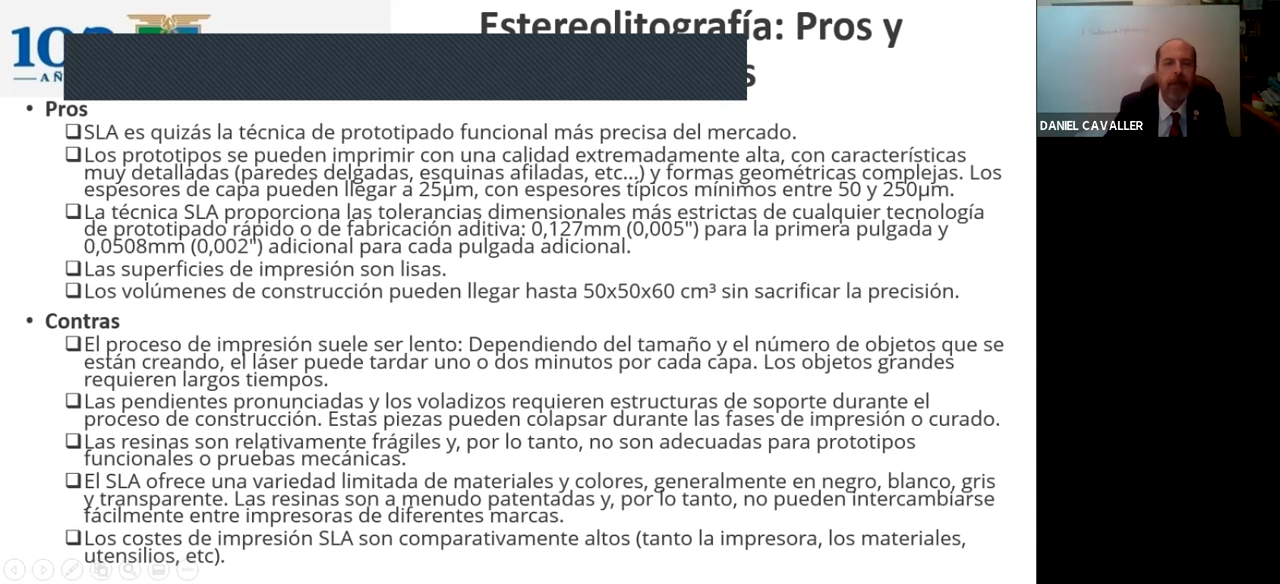 Estereolitografía: Pros y
100
AÑ
• Pros
❑SLA es quizás la técnica de prototipado funcional más precisa del mercado.
❑Los prototipos se pueden imprimir con una calidad extremadamente alta, con características
muy detalladas (paredes delgadas, esquinas afiladas, etc...) y formas geométricas complejas. Los
espesores de capa pueden llegar a 25µm, con espesores típicos mínimos entre 50 y 250µm.
❑La técnica SLA proporciona las tolerancias dimensionales más estrictas de cualquier tecnología
de prototipado rápido o de fabricación aditiva: 0,127mm (0,005") para la primera pulgada y
0,0508mm (0,002") adicional para cada pulgada adicional.
❑Las superficies de impresión son lisas.
❑Los volúmenes de construcción pueden llegar hasta 50x50x60 cm³ sin sacrificar la precisión.
• Contras
❑El proceso de impresión suele ser lento: Dependiendo del tamaño y el número de objetos que se
están creando, el láser puede tardar uno o dos minutos por cada capa. Los objetos grandes
requieren largos tiempos.
❑Las pendientes pronunciadas y los voladizos requieren estructuras de soporte durante el
proceso de construcción. Estas piezas pueden colapsar durante las fases de impresión o curado.
❑Las resinas son relativamente frágiles y, por lo tanto, no son adecuadas para prototipos
funcionales o pruebas mecánicas.
❑El SLA ofrece una variedad limitada de materiales y colores, generalmente en negro, blanco, gris
y transparente. Las resinas son a menudo patentadas y, por lo tanto, no pueden intercambiarse
fácilmente entre impresoras de diferentes marcas.
❑Los costes de impresión SLA son comparativamente altos (tanto la impresora, los materiales,
utensilios, etc).
DANIEL CAVALLER